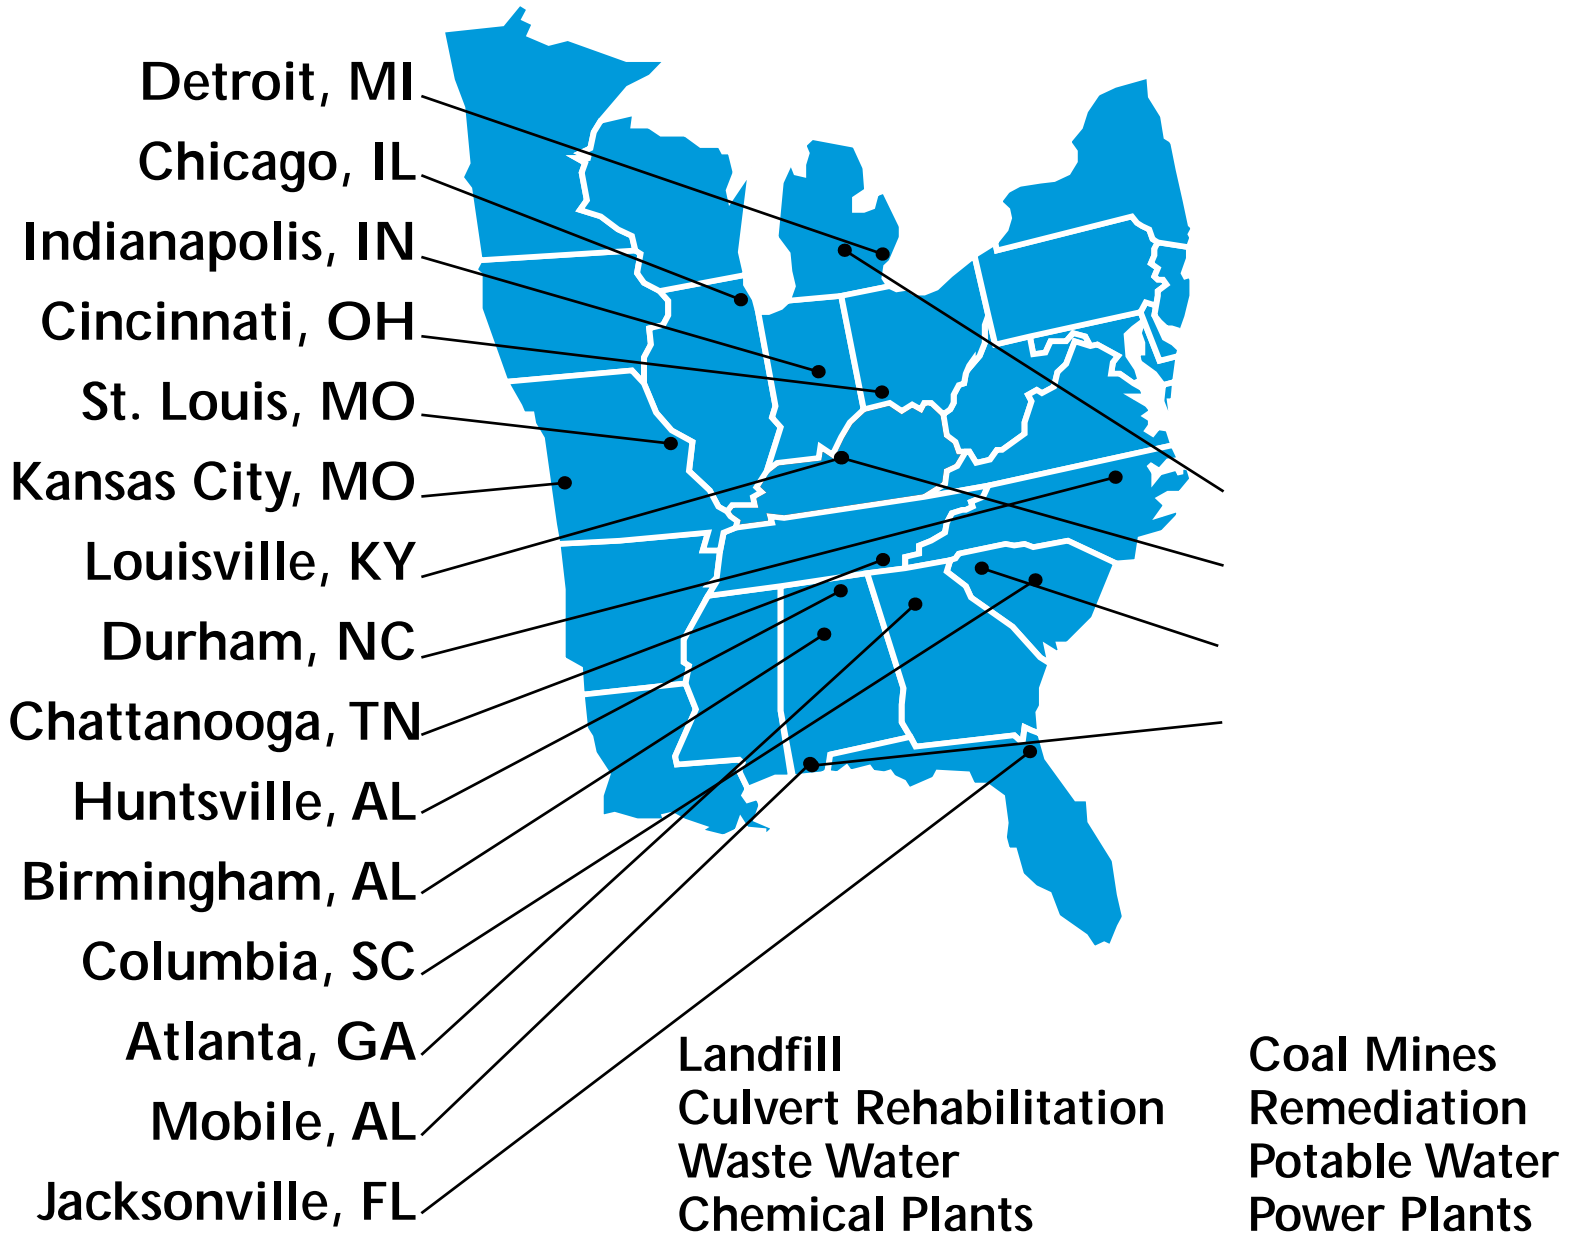 Detroit, MI
Chicago, IL
Indianapolis, IN
Cincinnati, OH
St. Louis, MO
Kansas City, MO
Louisville, KY
Durham, NC
Chattanooga, TN
Huntsville, AL
Birmingham, AL
Columbia, SC
Atlanta, GA
Mobile, AL
Jacksonville, FL
Landfill
Culvert Rehabilitation
Waste Water
Chemical Plants
Coal Mines
Remediation
Potable Water
Power Plants